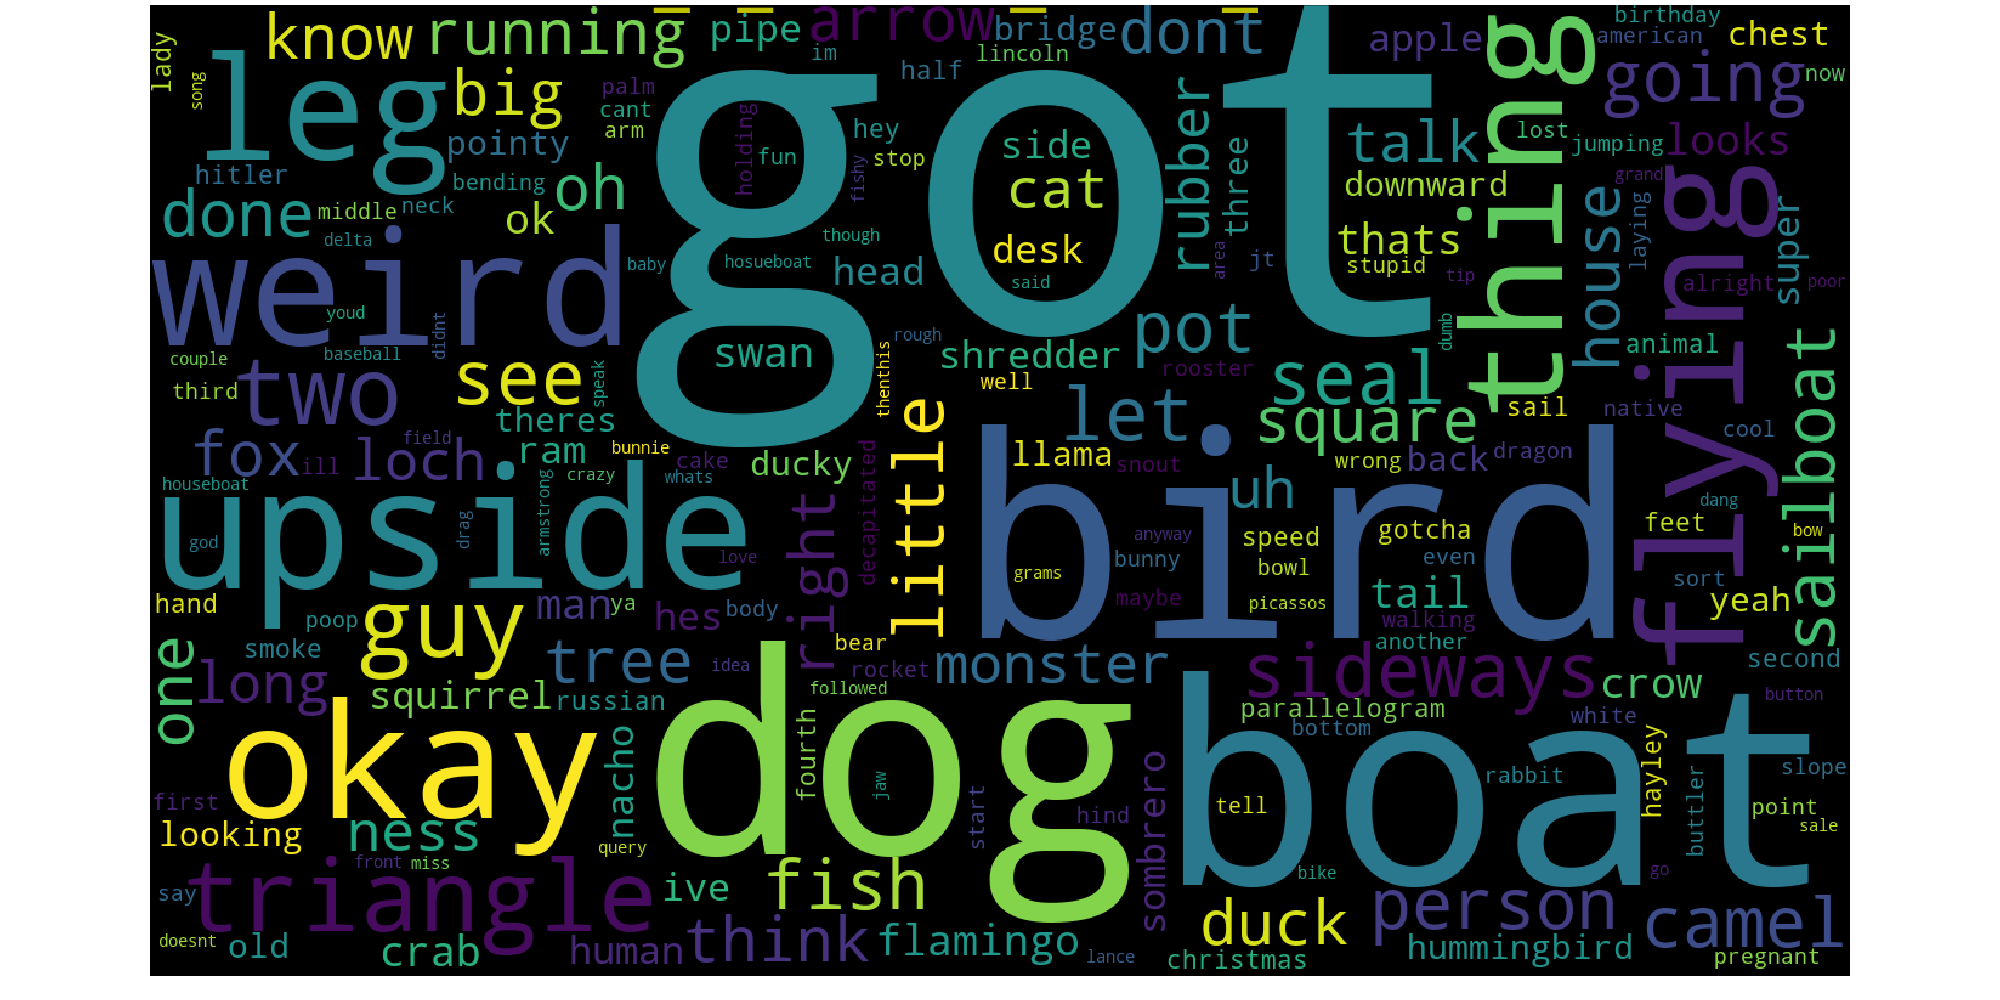 got
bird
dog
boat
upside
weird
leg
okay
thing
flying
triangle
know
running
pipe
arrow
bridge
dont
apple
birthday
american
chest
lady
song
big
palm
cant
arm
im
half
lincoln
going
now
pointy
hitler
bending
oh
holding
fun
hey
stop
fishy
side
cat
rubber
three
talk
lost
jumping
looks
grand
done
middle
neck
ok
delta
though
desk
downward
thats
stupid
house
laying
super
baby
hosueboat
head
said
area
jt
tip
alright
poor
youd
didnt
couple
baseball
third
two
see
speak
swan
rough
thenthis
shredder
pot
rooster
well
dumb
seal
animal
sailboat
theres
fox
ill
loch
field
ram
bunnie
cake
ducky
little
let
square
sail
native
cool
llama
snout
wrong
back
dragon
houseboat
crazy
whats
right
decapitated
uh
god
drag
armstrong
love
anyway
bunny
speed
bowl
gotcha
even
feet
dang
bow
grams
maybe
picassos
tail
sort
yeah
hand
poop
guy
man
ya
hes
body
walking
another
smoke
tree
idea
bear
rocket
monster
sideways
crow
second
one
long
squirrel
russian
followed
parallelogram
bottom
white
button
nacho
fourth
jaw
start
hind
sombrero
tell
rabbit
hayley
buttler
slope
point
sale
first
looking
ness
query
front
miss
say
ive
fish
bike
go
duck
person
camel
doesnt
old
crab
human
think
flamingo
lance
christmas
hummingbird
pregnant